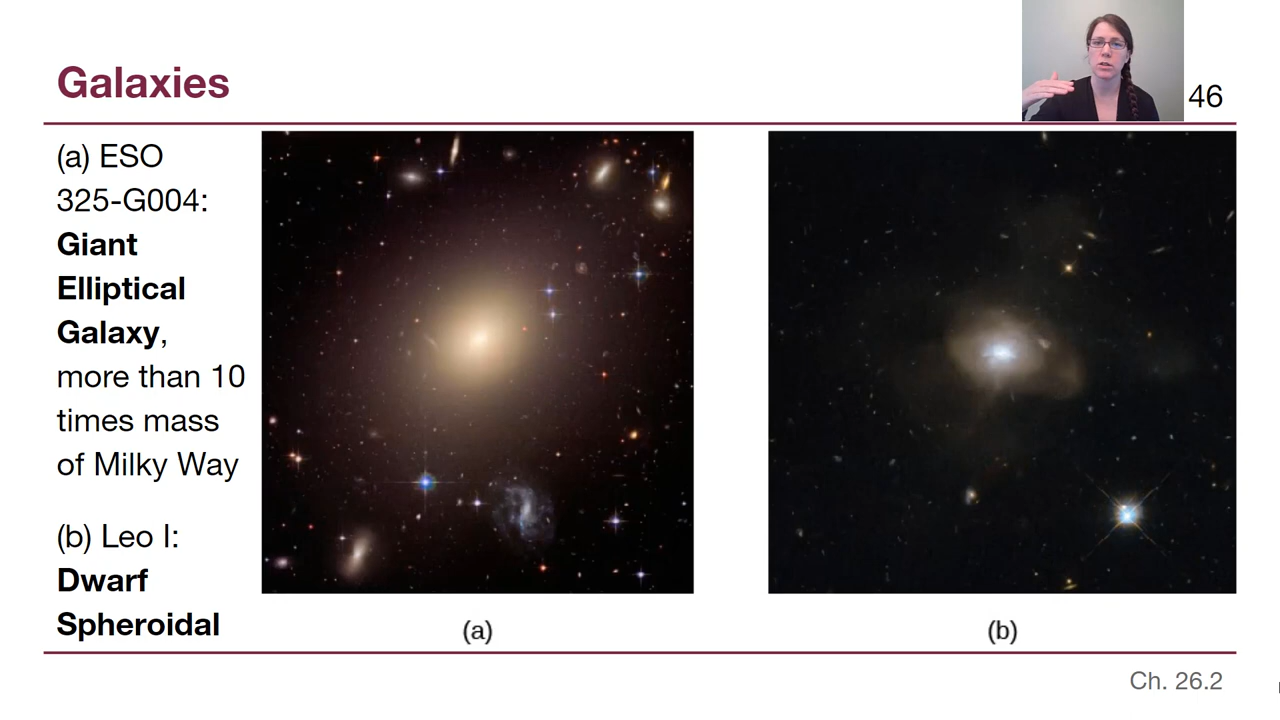 Galaxies
46
(a) ESO
325-G004:
Giant
Elliptical
Galaxy,
more than 10
times mass
of Milky Way
(b) Leo I:
Dwarf
Spheroidal
(a)
(b)
Ch. 26.2